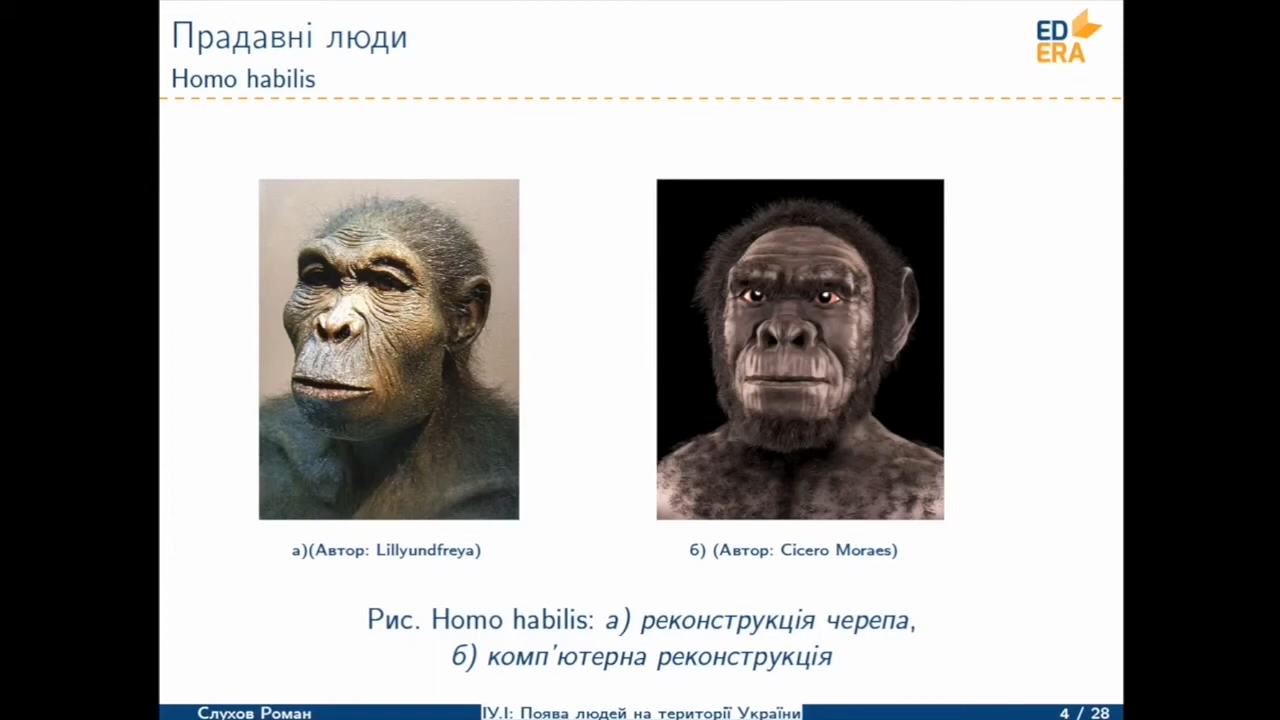 Прадавні люди
Homo habilis
ED
ERA
а)(Автор: Lillyundfreya)
б) (Автор: Cicero Moraes)
Рис. Homo habilis: а) реконструкція черепа,
б) комп'ютерна реконструкція
Слухов Роман
ІУ.І: Поява людей на території України
4 / 28